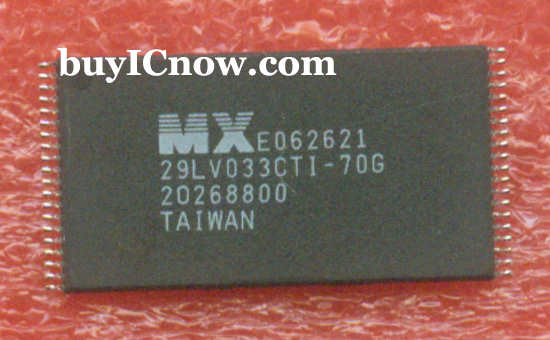 buyICnow.com
MX E062621
29LV033CTI-70G
20268800
TAIWAN